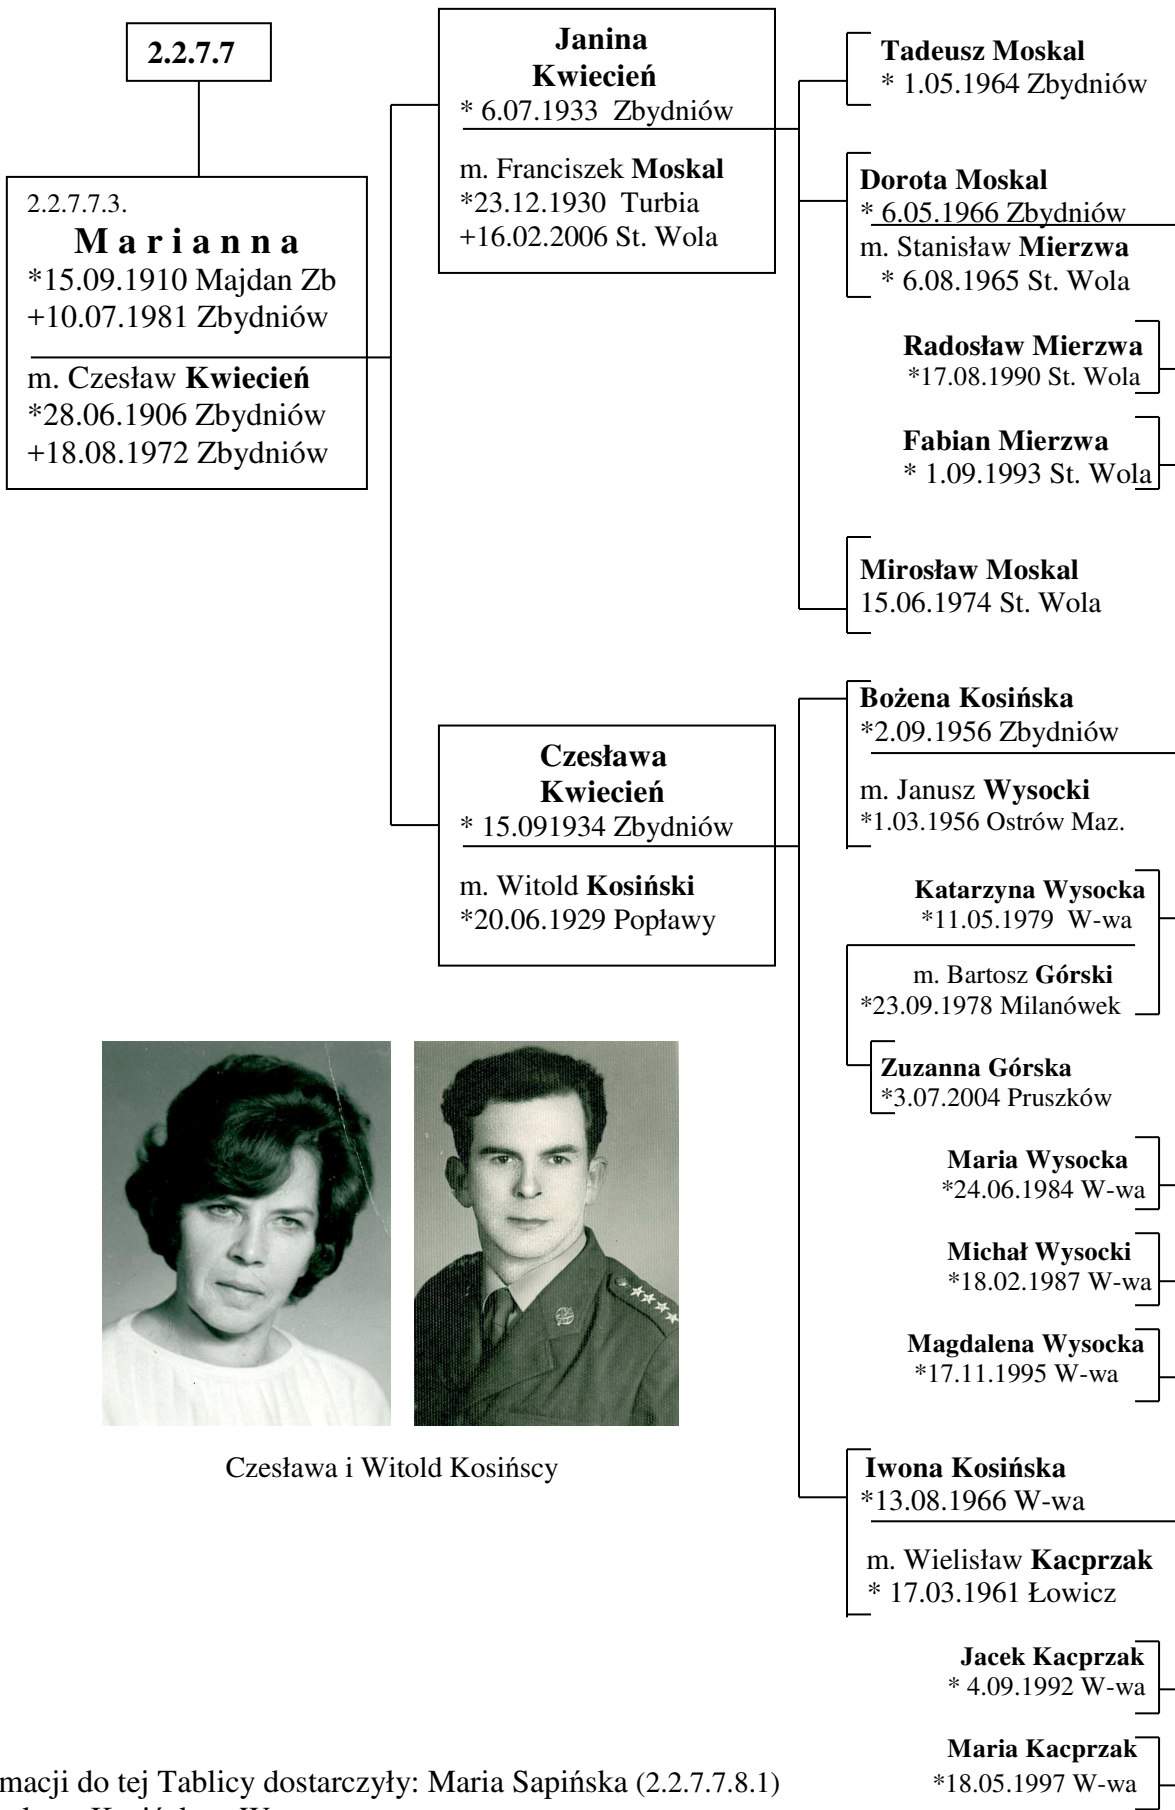 2.2.7.7
2.2.7.7.3.
M a r i a n n a
*15.09.1910 Majdan Zb
+10.07.1981 Zbydniów
m. Czesław Kwiecień
*28.06.1906 Zbydniów
+18.08.1972 Zbydniów
Janina
Kwiecień
* 6.07.1933 Zbydniów
m. Franciszek Moskal
*23.12.1930 Turbia
+16.02.2006 St. Wola
Tadeusz Moskal
* 1.05.1964 Zbydniów
Dorota Moskal
* 6.05.1966 Zbydniów
m. Stanisław Mierzwa
* 6.08.1965 St. Wola
Radosław Mierzwa
*17.08.1990 St. Wola
Fabian Mierzwa
* 1.09.1993 St. Wola
Mirosław Moskal
15.06.1974 St. Wola
Czesława
Kwiecień
* 15.091934 Zbydniów
m. Witold Kosiński
*20.06.1929 Popławy
Bożena Kosińska
*2.09.1956 Zbydniów
m. Janusz Wysocki
*1.03.1956 Ostrów Maz.
Katarzyna Wysocka
*11.05.1979 W-wa
m. Bartosz Górski
*23.09.1978 Milanówek
Zuzanna Górska
*3.07.2004 Pruszków
Maria Wysocka
*24.06.1984 W-wa
Michał Wysocki
*18.02.1987 W-wa
Magdalena Wysocka
*17.11.1995 W-wa
Iwona Kosińska
*13.08.1966 W-wa
m. Wielisław Kacprzak
* 17.03.1961 Łowicz
Jacek Kacprzak
* 4.09.1992 W-wa
Maria Kacprzak
*18.05.1997 W-wa
Czesława i Witold Kosińscy
macji do tej Tablicy dostarczyły: Maria Sapińska (2.2.7.7.8.1)